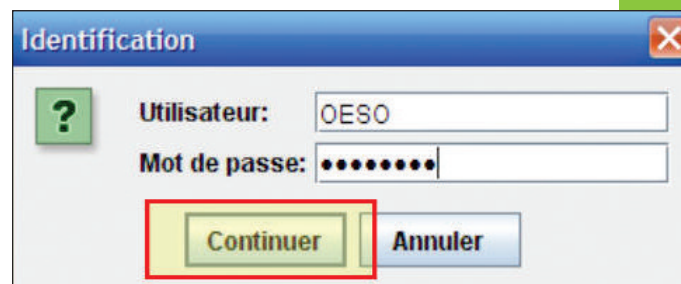 Identification
?
Utilisateur: OESO
Mot de passe: ••••••••
Continuer Annuler